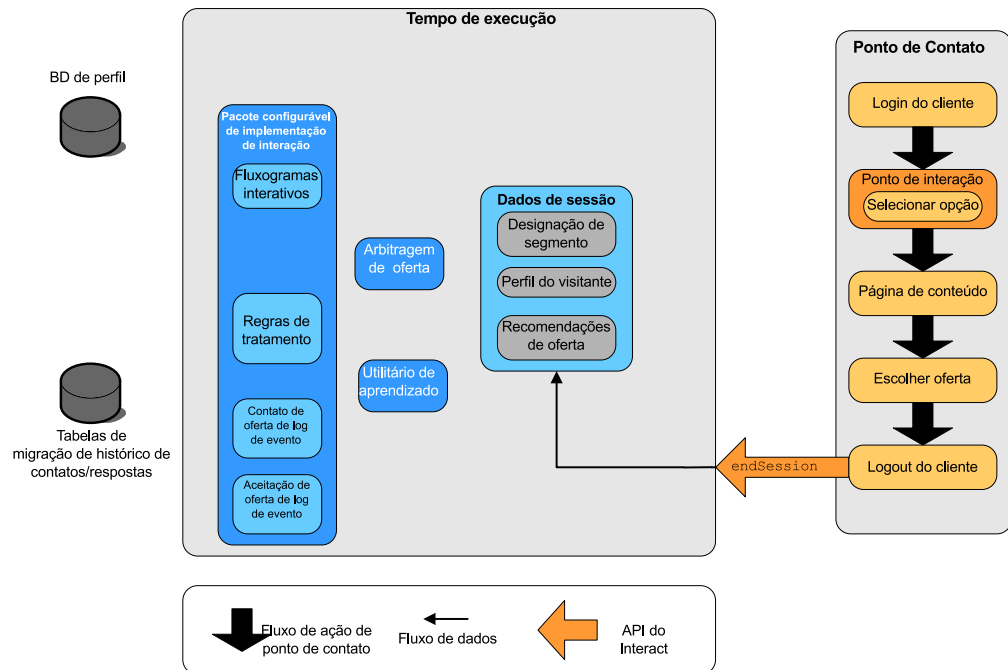 Tempo de execução
Ponto de Contato
BD de perfil
Pacote configurável
de implementação
de interação
Fluxogramas
interativos
Regras de
tratamento
Contato de
oferta de log
de evento
Aceitação de
oferta de log
de evento
Arbitragem
de oferta
Utilitário de
aprendizado
Dados de sessão
Designação de
segmento
Perfil do visitante
Recomendações
de oferta
Login do cliente
Ponto de interação
Selecionar opção
Página de conteúdo
Escolher oferta
Logout do cliente
endSession
Tabelas de
migração de histórico de
contatos/respostas
Fluxo de ação de
ponto de contato
Fluxo de dados
API do
Interact